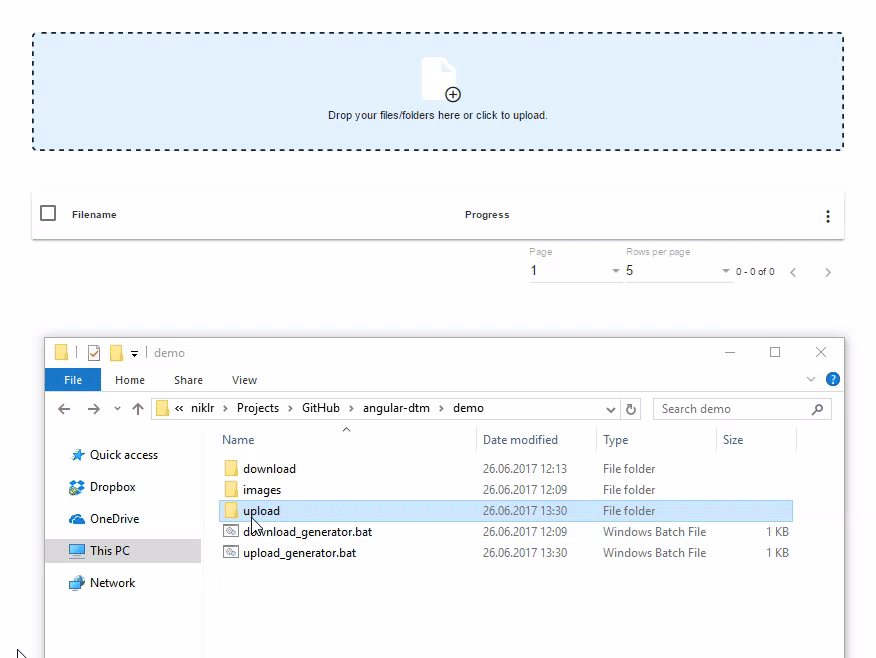 Drop your files/folders here or click to upload.
Filename Progress
Page Rows per page
1 5 0 - 0 of 0
demo
File Home Share View
« niklr › Projects › GitHub › angular-dtm › demo Search demo
Name Date modified Type Size
Quick access
Dropbox
OneDrive
This PC
Network
download 26.06.2017 12:13 File folder
images 26.06.2017 12:09 File folder
upload 26.06.2017 13:30 File folder
download_generator.bat 26.06.2017 12:09 Windows Batch File 1 KB
upload_generator.bat 26.06.2017 13:30 Windows Batch File 1 KB